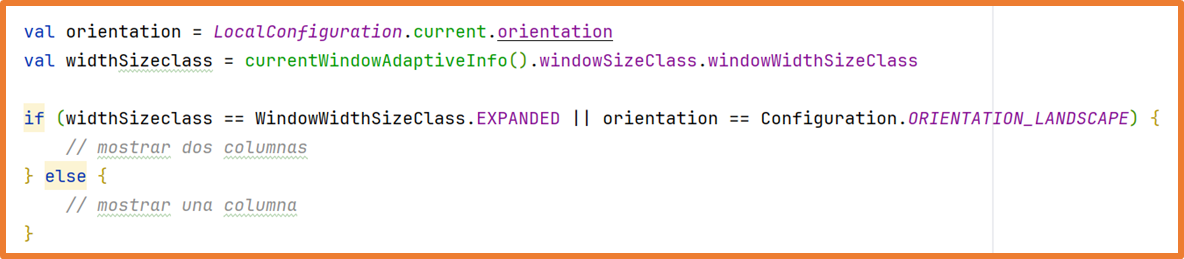 val orientation = LocalConfiguration.current.orientation
val widthSizeclass = currentWindowAdaptiveInfo().windowSizeClass.windowWidthSizeClass
if (widthSizeclass == WindowWidthSizeClass.EXPANDED || orientation == Configuration.ORIENTATION_LANDSCAPE) {
// mostrar dos columnas
} else {
// mostrar una columna
}